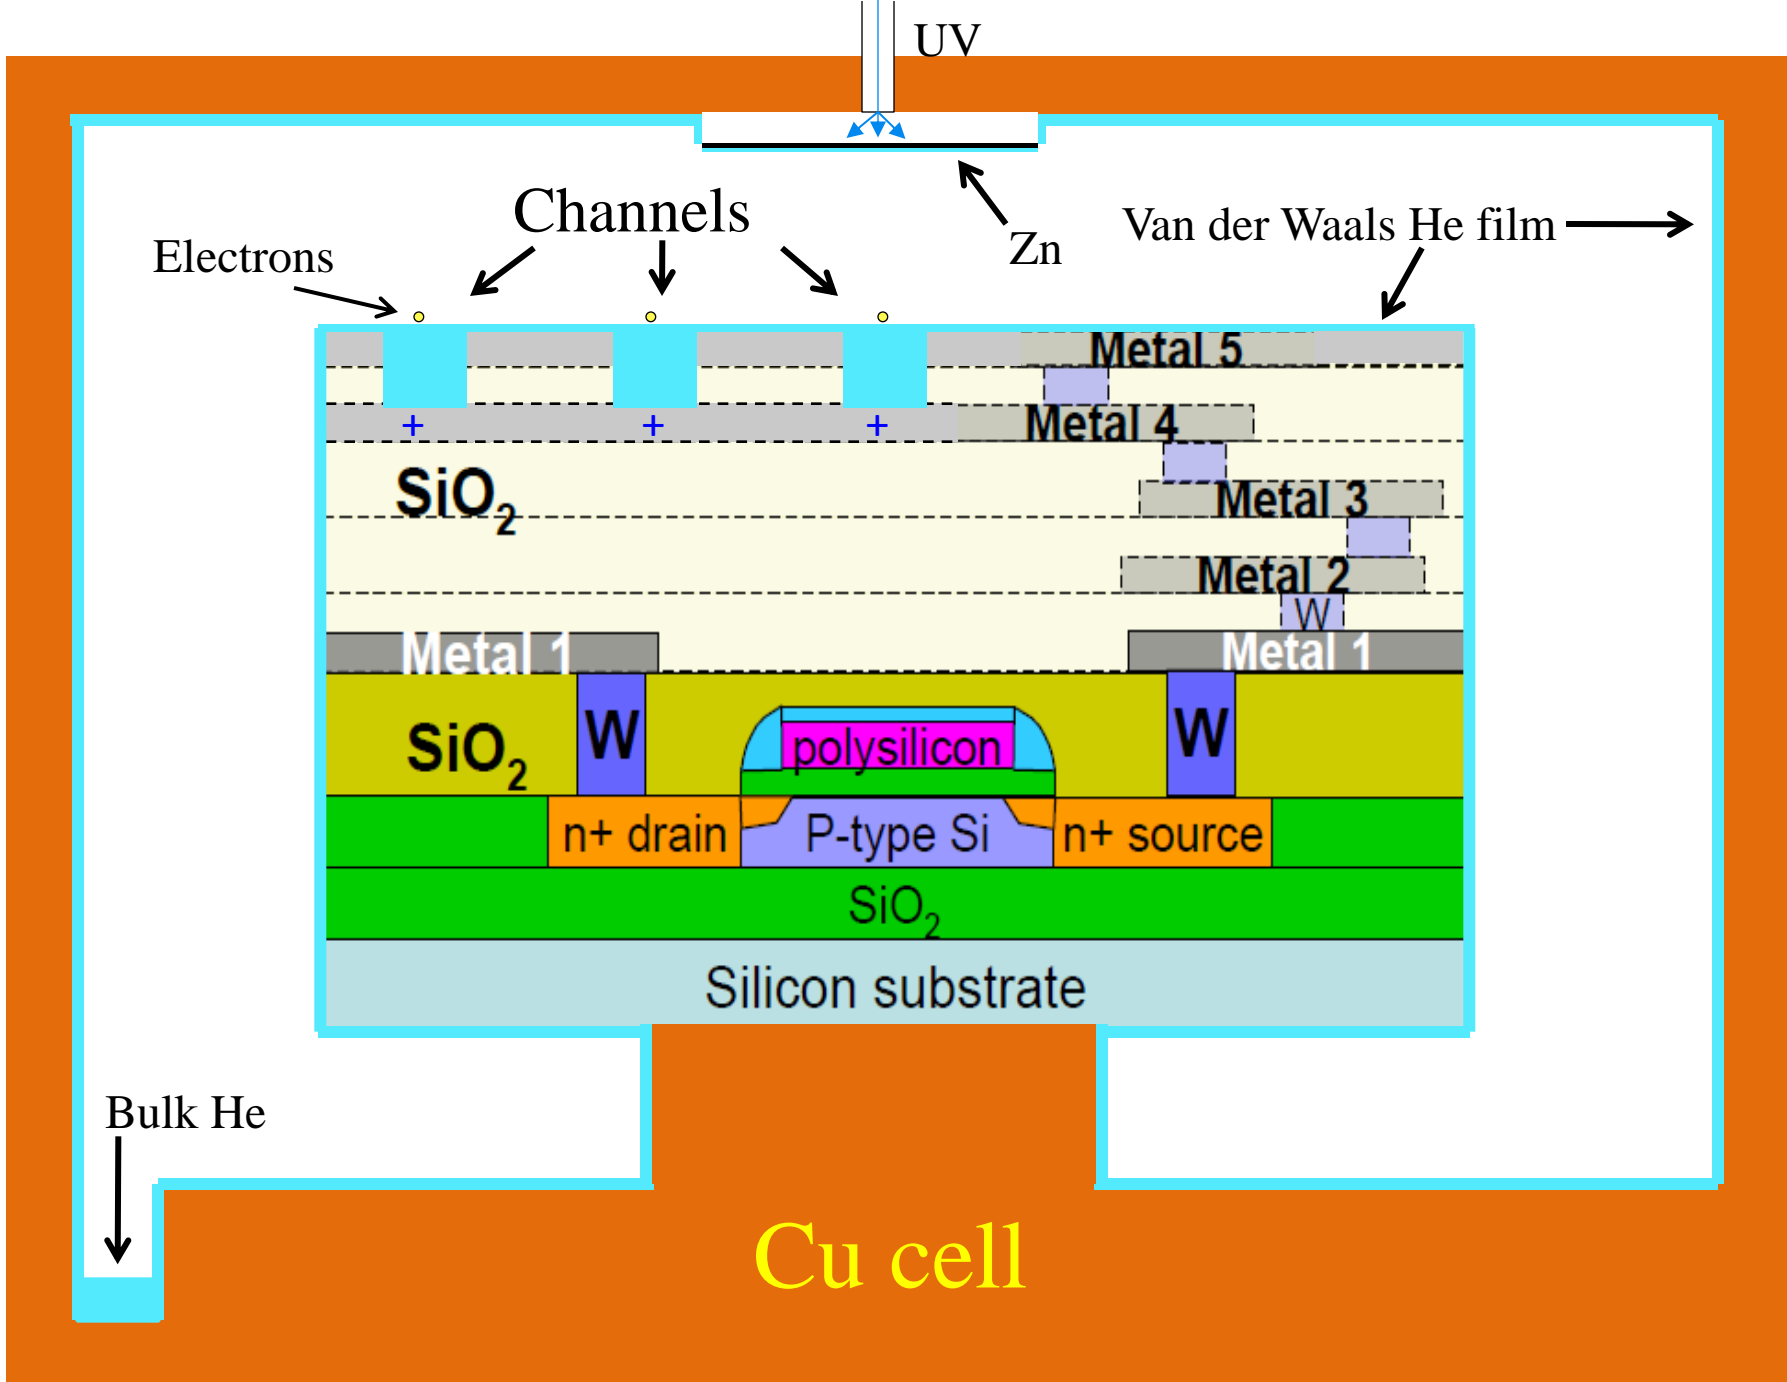 UV
Channels
Electrons
Zn
Van der Waals He film
Metal 5
+ + +
Metal 4
SiO2
Metal 3
Metal 2
W
Metal 1
Metal 1
SiO2
W
polysilicon
W
n+ drain
P-type Si
n+ source
SiO2
Silicon substrate
Bulk He
Cu cell